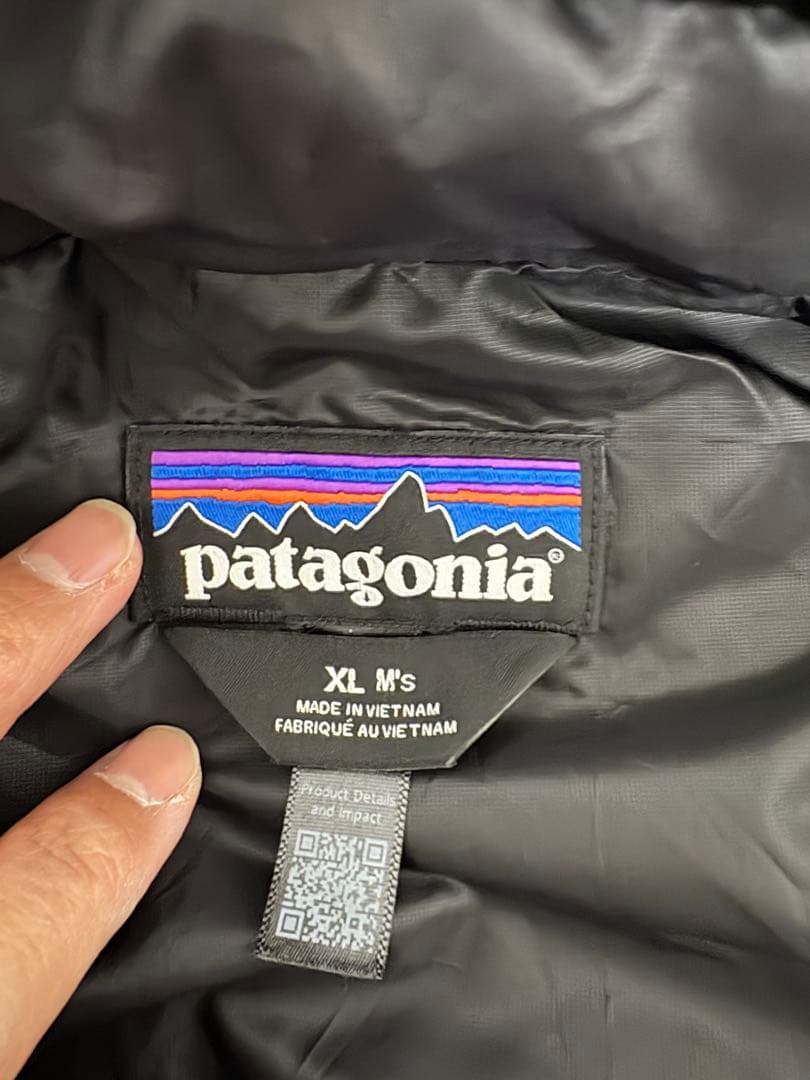 patagonia®
XL M's
MADE IN VIETNAM
FABRIQUÉ AU VIETNAM
Product Details
and Impact